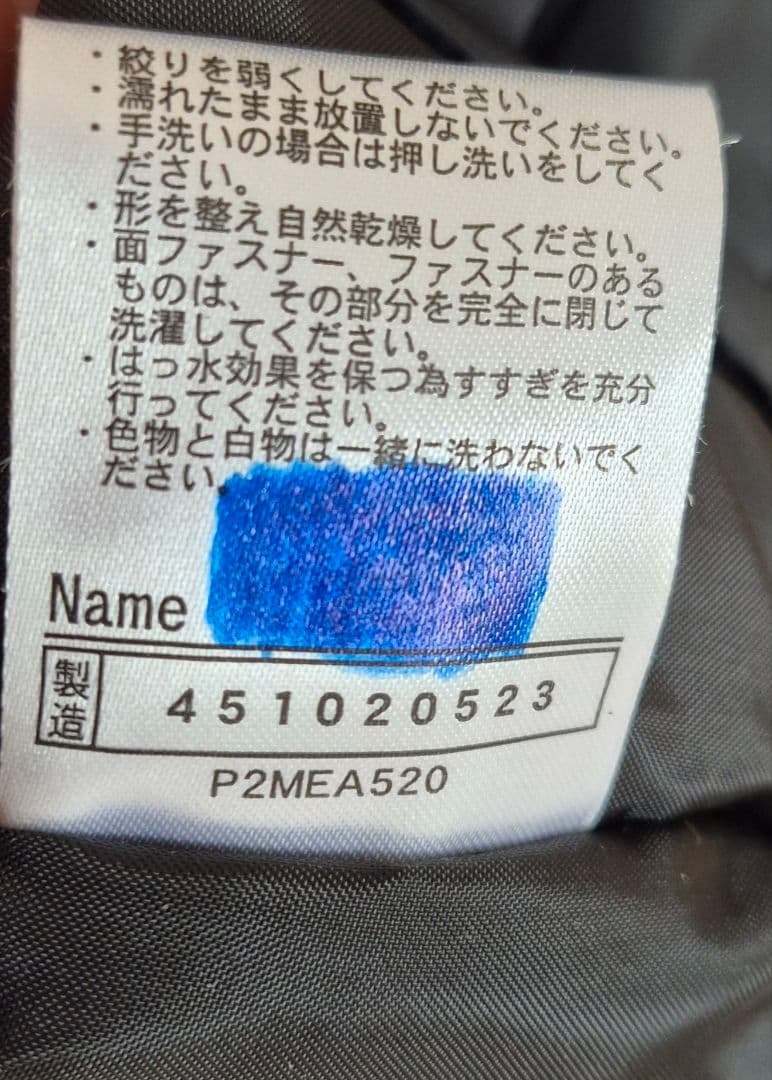 ・絞りを弱くしてください。
・濡れたまま放置しないでください。
・手洗いの場合は押し洗いをしてく
ださい。
・形を整え自然乾燥してください。
・面ファスナー、ファスナーのある
ものは、その部分を完全に閉じて
洗濯してください。
・はっ水効果を保つ為すすぎを充分
行ってください。
・色物と白物は一緒に洗わないでく
ださい。
Name
製造 451020523
P2MEA520